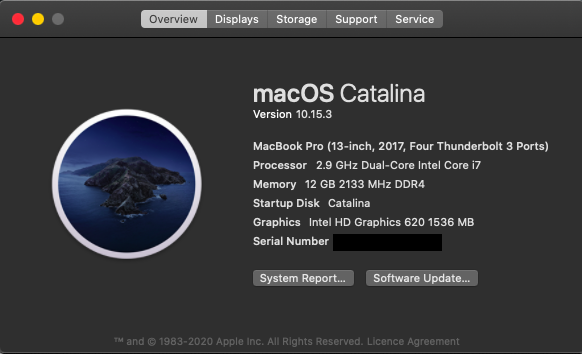 Overview Displays Storage Support Service
macOS Catalina
Version 10.15.3
MacBook Pro (13-inch, 2017, Four Thunderbolt 3 Ports)
Processor 2.9 GHz Dual-Core Intel Core i7
Memory 12 GB 2133 MHz DDR4
Startup Disk Catalina
Graphics Intel HD Graphics 620 1536 MB
Serial Number
System Report... Software Update...
™ and © 1983-2020 Apple Inc. All Rights Reserved. Licence Agreement